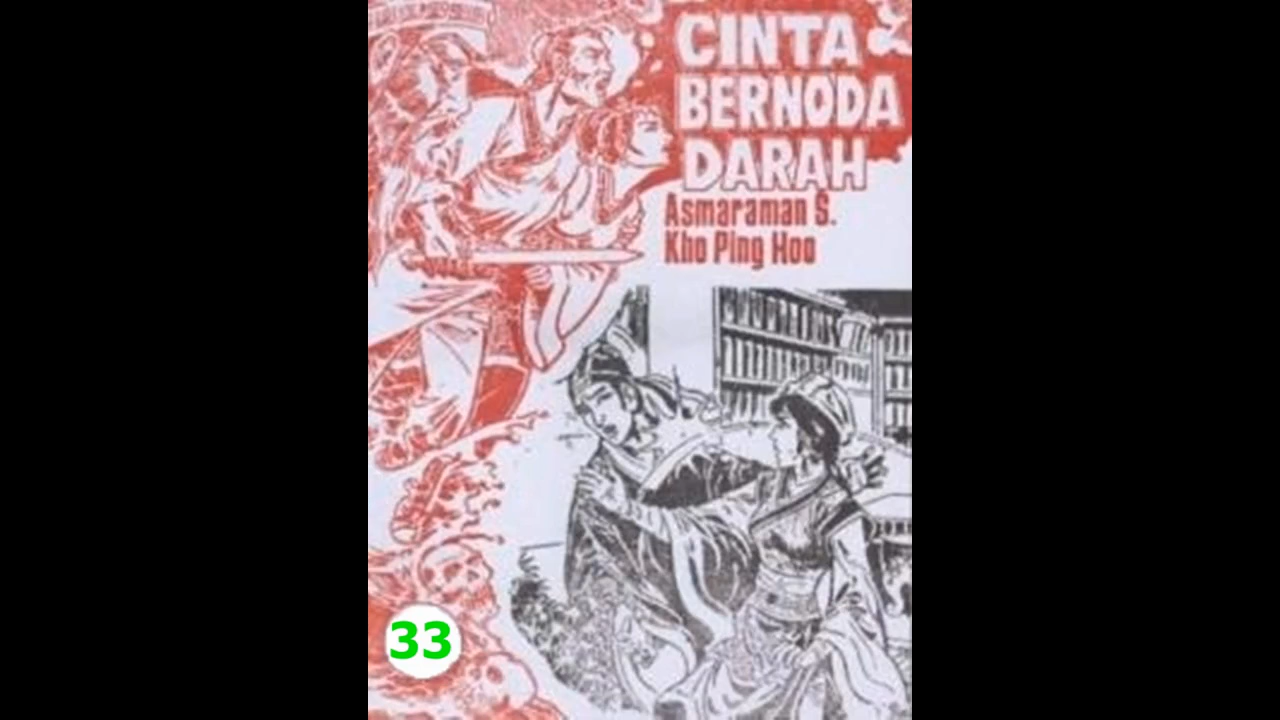 CINTA
BERNODA
DARAH
Asmaraman S.
Kho Ping Hoo
33